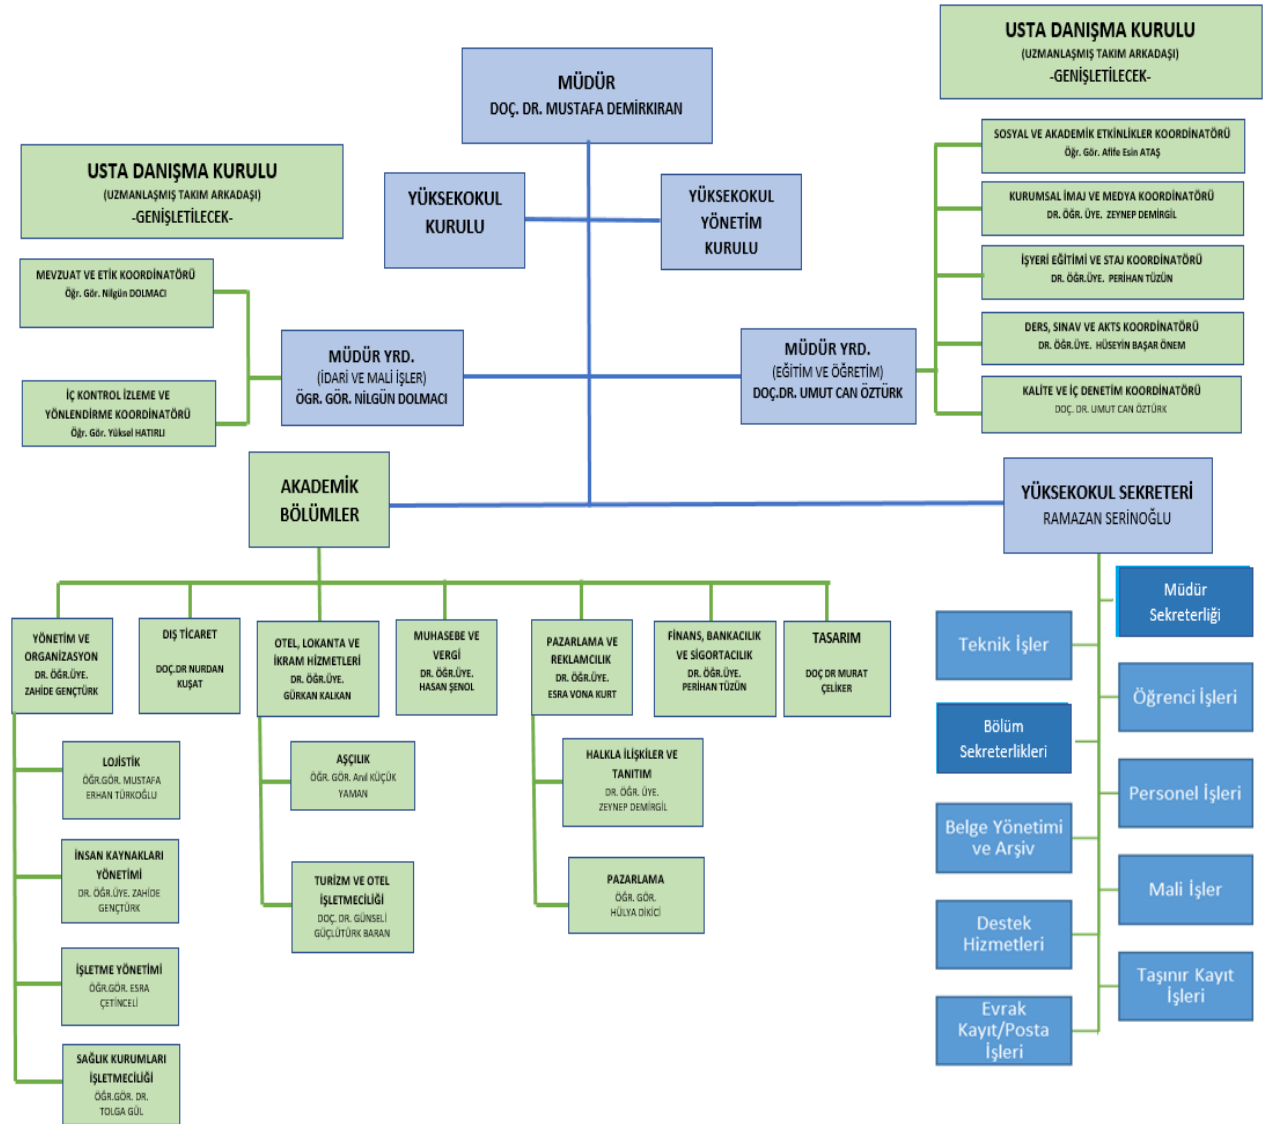 USTA DANIŞMA KURULU
(UZMANLAŞMIŞ TAKIM ARKADAŞI)
-GENİŞLETİLECEK-
MÜDÜR
DOÇ. DR. MUSTAFA DEMİRKIRAN
SOSYAL VE AKADEMİK ETKİNLİKLER KOORDİNATÖRÜ
Öğr. Gör. Afife Esin ATAŞ
USTA DANIŞMA KURULU
(UZMANLAŞMIŞ TAKIM ARKADAŞI)
-GENİŞLETİLECEK-
YÜKSEKOKUL
KURULU
YÜKSEKOKUL
YÖNETİM
KURULU
KURUMSAL İMAJ VE MEDYA KOORDİNATÖRÜ
DR. ÖĞR. ÜYE. ZEYNEP DEMİRGİL
İŞYERİ EĞİTİMİ VE STAJ KOORDİNATÖRÜ
DR. ÖĞR.ÜYE. PERİHAN TÜZÜN
MEVZUAT VE ETİK KOORDİNATÖRÜ
Öğr. Gör. Nilgün DOLMACI
DERS, SINAV VE AKTS KOORDİNATÖRÜ
DR. ÖĞR.ÜYE. HÜSEYİN BAŞAR ÖNEM
MÜDÜR YRD.
(İDARİ VE MALİ İŞLER)
ÖGR. GÖR. NİLGÜN DOLMACI
MÜDÜR YRD.
(EĞİTİM VE ÖĞRETİM)
DOÇ.DR. UMUT CAN ÖZTÜRK
İÇ KONTROL İZLEME VE
YÖNLENDİRME KOORDİNATÖRÜ
Öğr. Gör. Yüksel HATIRLI
KALİTE VE İÇ DENETİM KOORDİNATÖRÜ
DOÇ. DR. UMUT CAN ÖZTÜRK
AKADEMİK
BÖLÜMLER
YÜKSEKOKUL SEKRETERİ
RAMAZAN SERİNOĞLU
YÖNETİM VE
ORGANİZASYON
DR. ÖĞR.ÜYE.
ZAHİDE GENÇTÜRK
DIŞ TİCARET
DOÇ.DR NURDAN
KUŞAT
OTEL, LOKANTA VE
İKRAM HİZMETLERİ
DR. ÖĞR.ÜYE.
GÜRKAN KALKAN
MUHASEBE VE
VERGİ
DR. ÖĞR.ÜYE.
HASAN ŞENOL
PAZARLAMA VE
REKLAMCILIK
DR. ÖĞR.ÜYE.
ESRA VONA KURT
FİNANS, BANKACILIK
VE SİGORTACILIK
DR. ÖĞR.ÜYE.
PERİHAN TÜZÜN
TASARIM
DOÇ DR MURAT
ÇELİKER
LOJİSTİK
ÖĞR.GÖR. MUSTAFA
ERHAN TÜRKOĞLU
İNSAN KAYNAKLARI
YÖNETİMİ
DR. ÖĞR.ÜYE. ZAHİDE
GENÇTÜRK
İŞLETME YÖNETİMİ
ÖĞR.GÖR. ESRA
ÇETİNCELİ
SAĞLIK KURUMLARI
İŞLETMECİLİĞİ
ÖĞR.GÖR. DR.
TOLGA GÜL
AŞÇILIK
ÖĞR. GÖR. Anıl KÜÇÜK
YAMAN
TURİZM VE OTEL
İŞLETMECİLİĞİ
DOÇ. DR. GÜNSELİ
GÜÇLÜTÜRK BARAN
HALKLA İLİŞKİLER VE
TANITIM
DR. ÖĞR. ÜYE.
ZEYNEP DEMİRGİL
PAZARLAMA
ÖĞR. GÖR.
HÜLYA DİKİCİ
Müdür
Sekreterliği
Teknik İşler
Öğrenci İşleri
Bölüm
Sekreterlikleri
Personel İşleri
Belge Yönetimi
ve Arşiv
Mali İşler
Destek
Hizmetleri
Taşınır Kayıt
İşleri
Evrak
Kayıt/Posta
İşleri